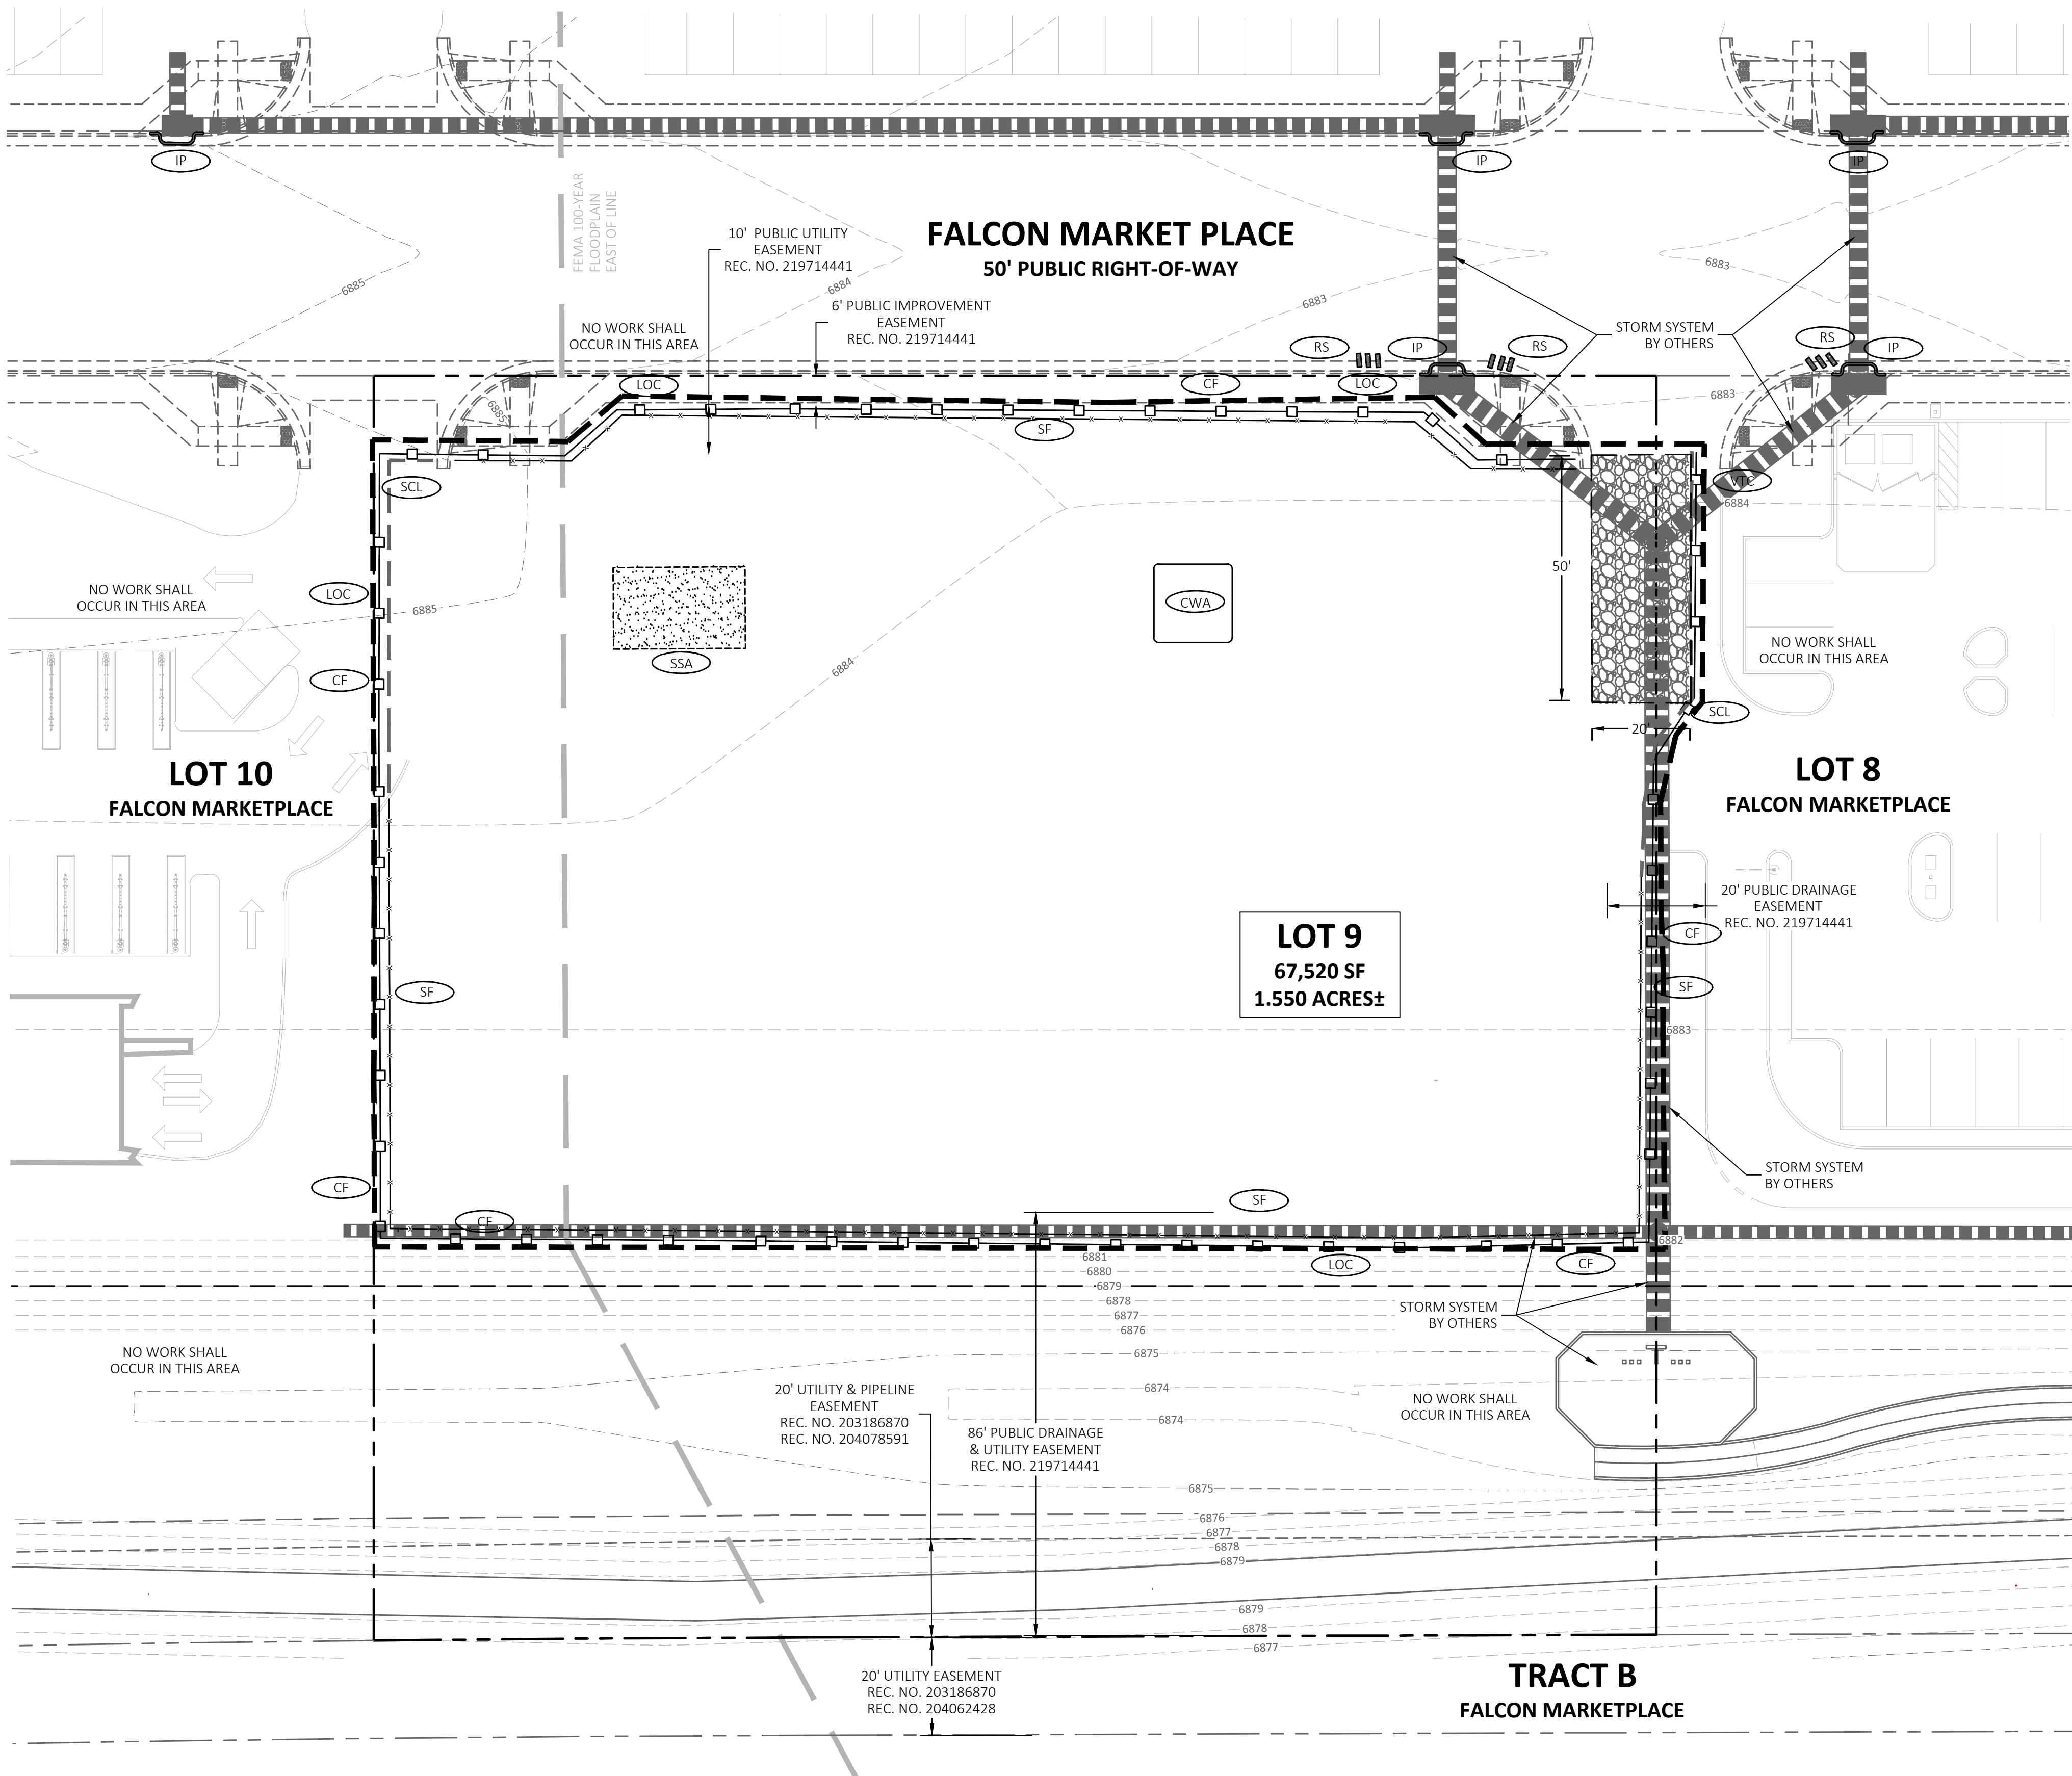 IP
IP
IP
FEMA 100-YEAR
FLOODPLAIN
EAST OF LINE
10' PUBLIC UTILITY
EASEMENT
REC. NO. 219714441
FALCON MARKET PLACE
50' PUBLIC RIGHT-OF-WAY
6885
6884
6883
6883
6' PUBLIC IMPROVEMENT
EASEMENT
REC. NO. 219714441
NO WORK SHALL
OCCUR IN THIS AREA
STORM SYSTEM
BY OTHERS
RS
IP
RS
RS
IP
LOC
CF
LOC
6883
6885
SF
SCL
VTC
6884
50'
NO WORK SHALL
OCCUR IN THIS AREA
LOC
6885
CWA
SSA
6884
CF
NO WORK SHALL
OCCUR IN THIS AREA
SCL
20'
LOT 10
FALCON MARKETPLACE
LOT 8
FALCON MARKETPLACE
20' PUBLIC DRAINAGE
EASEMENT
REC. NO. 219714441
CF
LOT 9
67,520 SF
1.550 ACRES±
SF
SF
6883
STORM SYSTEM
BY OTHERS
CF
CF
SF
6882
6881
6880
6879
6878
6877
6876
6875
LOC
CF
STORM SYSTEM
BY OTHERS
NO WORK SHALL
OCCUR IN THIS AREA
20' UTILITY & PIPELINE
EASEMENT
REC. NO. 203186870
REC. NO. 204078591
86' PUBLIC DRAINAGE
& UTILITY EASEMENT
REC. NO. 219714441
6874
6874
NO WORK SHALL
OCCUR IN THIS AREA
6875
6876
6877
6878
6879
6879
6878
6877
20' UTILITY EASEMENT
REC. NO. 203186870
REC. NO. 204062428
TRACT B
FALCON MARKETPLACE